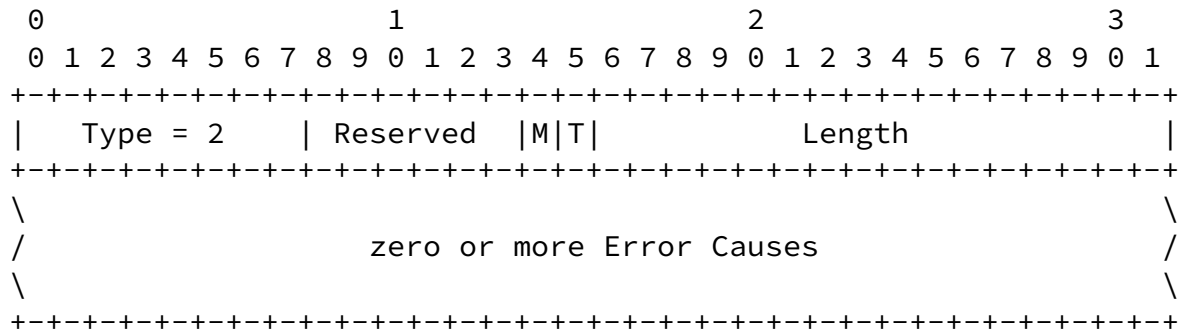 0                   1                   2                   3
 0 1 2 3 4 5 6 7 8 9 0 1 2 3 4 5 6 7 8 9 0 1 2 3 4 5 6 7 8 9 0 1
+-+-+-+-+-+-+-+-+-+-+-+-+-+-+-+-+-+-+-+-+-+-+-+-+-+-+-+-+-+-+-+-+
|   Type = 2    | Reserved  |M|T|           Length              |
+-+-+-+-+-+-+-+-+-+-+-+-+-+-+-+-+-+-+-+-+-+-+-+-+-+-+-+-+-+-+-+-+
\                                                               \
/                   zero or more Error Causes                   /
\                                                               \
+-+-+-+-+-+-+-+-+-+-+-+-+-+-+-+-+-+-+-+-+-+-+-+-+-+-+-+-+-+-+-+-+